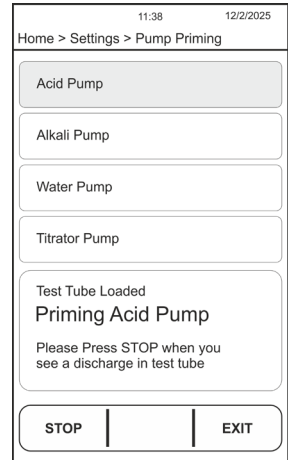 11:38 12/2/2025
Home > Settings > Pump Priming
Acid Pump
Alkali Pump
Water Pump
Titrator Pump
Test Tube Loaded
Priming Acid Pump
Please Press STOP when you
see a discharge in test tube
STOP EXIT